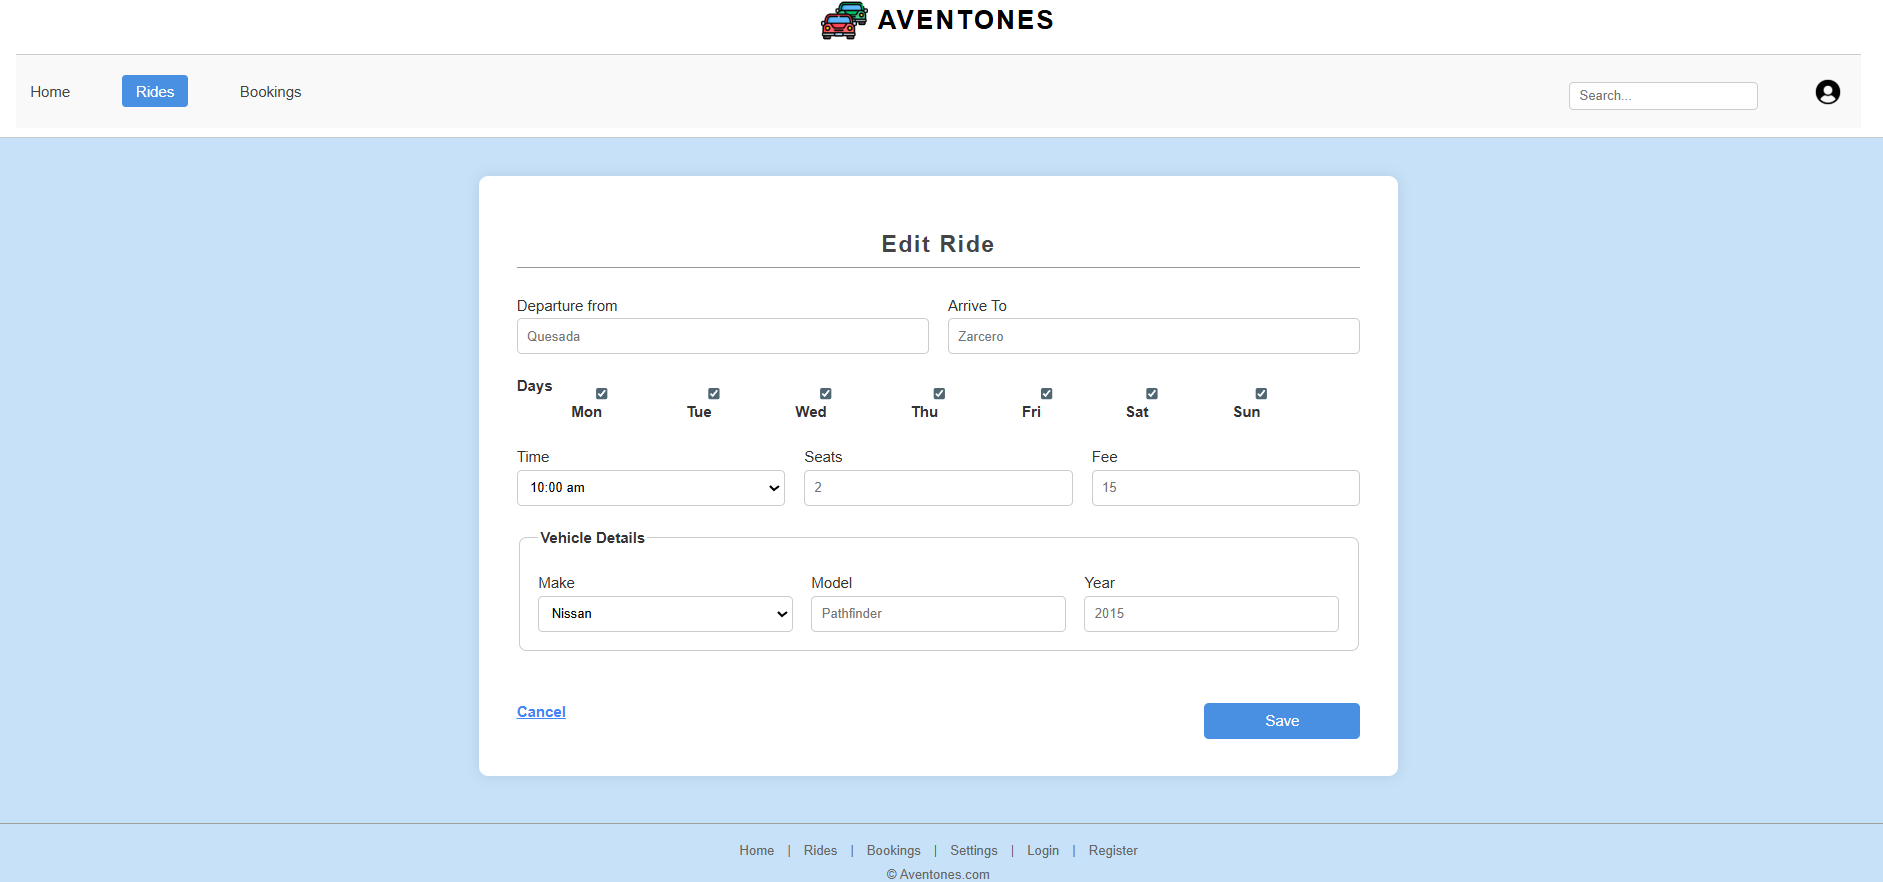 AVENTONES
Home Rides Bookings Search...
Edit Ride
Departure from Arrive To
Quesada Zarcero
Days
Mon Tue Wed Thu Fri Sat Sun
Time Seats Fee
10:00 am 2 15
Vehicle Details
Make Model Year
Nissan Pathfinder 2015
Cancel Save
Home | Rides | Bookings | Settings | Login | Register
© Aventones.com